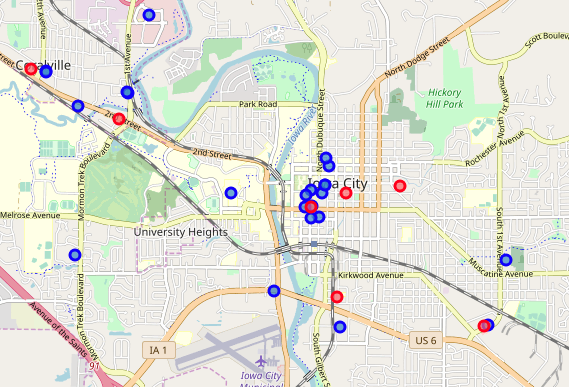 1st Avenue
Scott Boulev
North Dodge Street
Coralville
2nd Street
Park Road
North Dubuque Street
Hickory
Hill Park
North 7th Avenue
Rochester Avenue
2nd Street
Mormon Trek Boulevard
Iowa City
Melrose Avenue
University Heights
South 1st Avenue
Muscatine Avenue
Kirkwood Avenue
Avenue of the Saints
Mormon Trek Boulevard
IA 1
US 6
South Gilbert S
Iowa City
Municipal